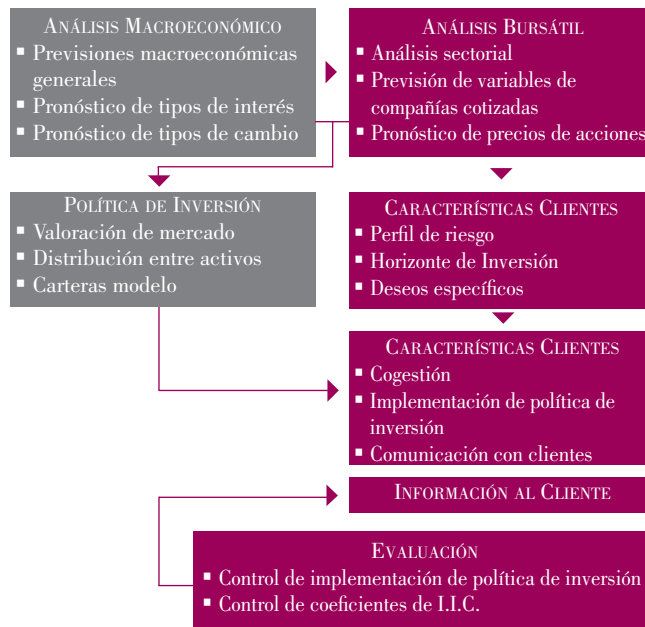 Análisis Macroeconómico
▪ Previsiones macroeconómicas
generales
▪ Pronóstico de tipos de interés
▪ Pronóstico de tipos de cambio
Análisis Bursátil
▪ Análisis sectorial
▪ Previsión de variables de
compañías cotizadas
▪ Pronóstico de precios de acciones
Política de Inversión
▪ Valoración de mercado
▪ Distribución entre activos
▪ Carteras modelo
Características Clientes
▪ Perfil de riesgo
▪ Horizonte de Inversión
▪ Deseos específicos
Características Clientes
▪ Cogestión
▪ Implementación de política de
inversión
▪ Comunicación con clientes
Información al Cliente
Evaluación
▪ Control de implementación de política de inversión
▪ Control de coeficientes de I.I.C.